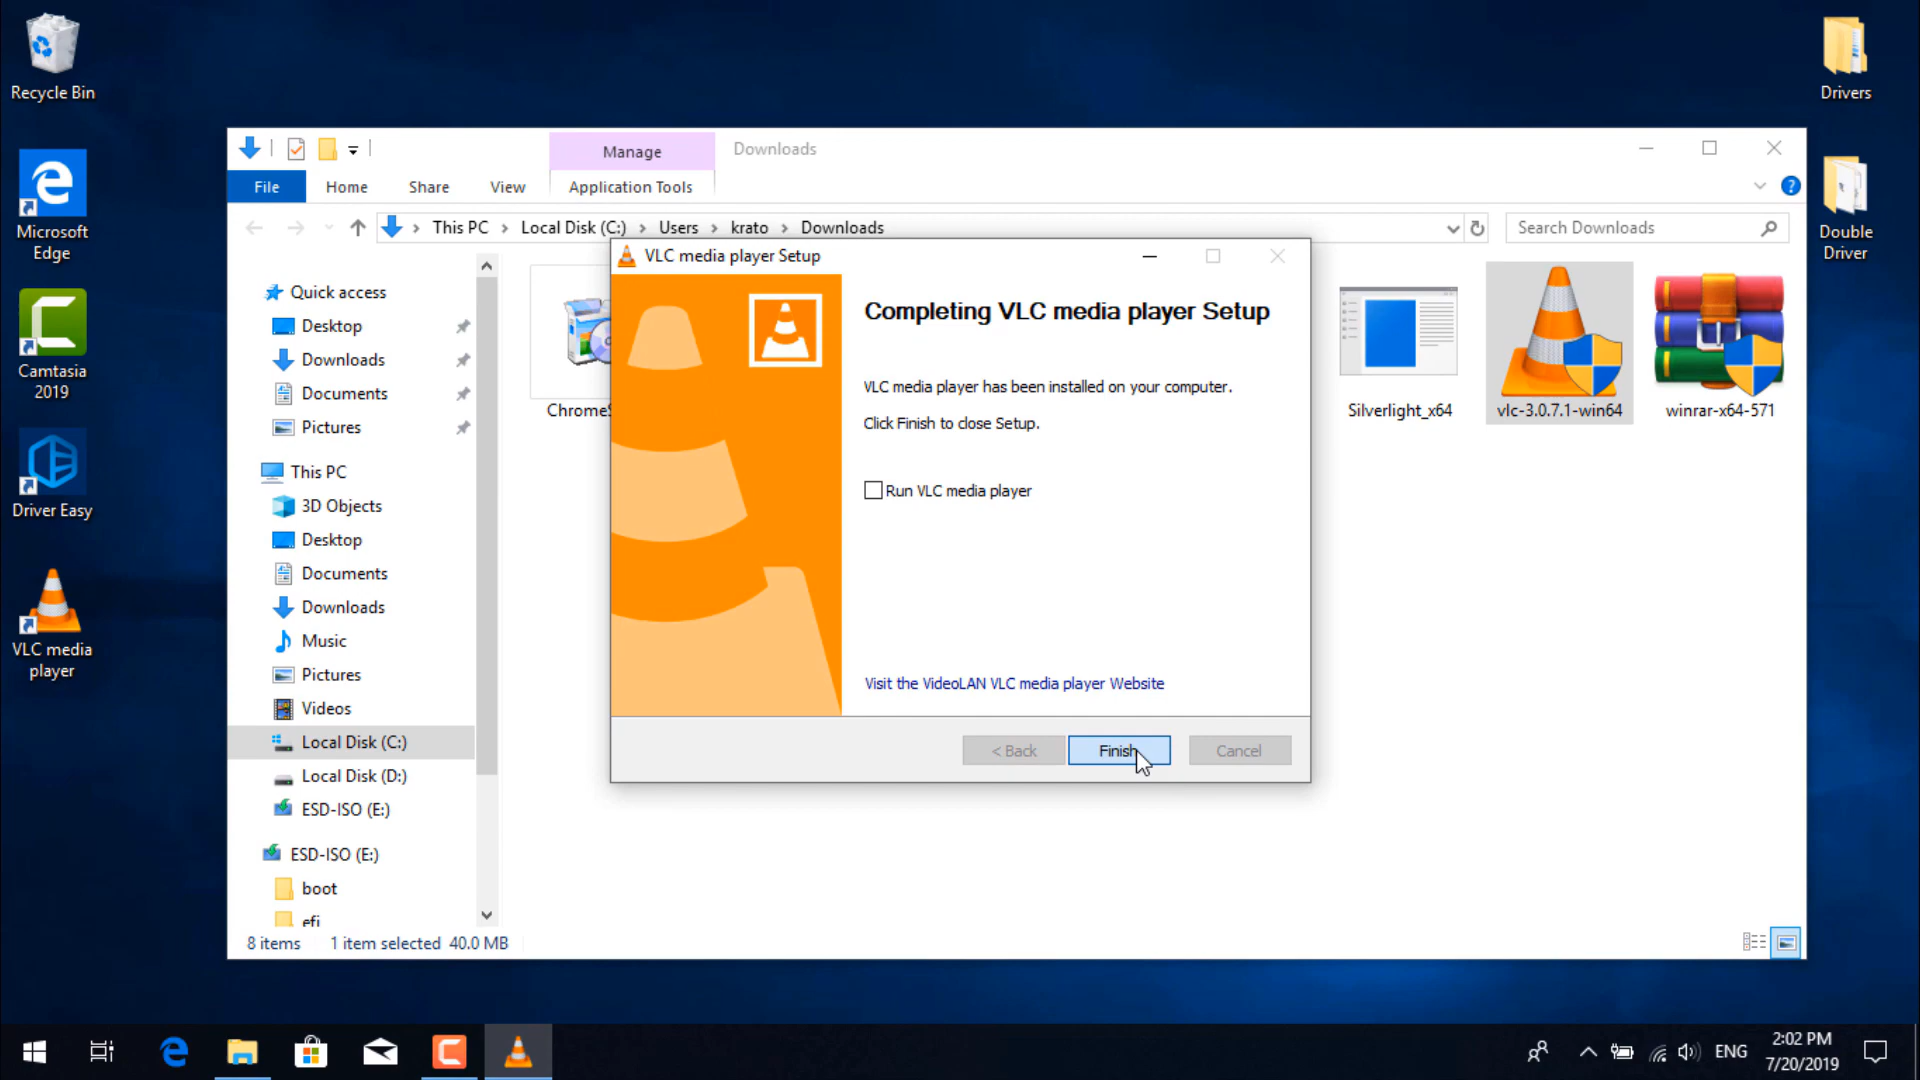 Recycle Bin
Microsoft
Edge
Camtasia
2019
Driver Easy
VLC media
player
Drivers
Double
Driver
Manage
Downloads
File
Home
Share
View
Application Tools
This PC
Local Disk (C:)
Users
krato
Downloads
Search Downloads
Quick access
Desktop
Downloads
Documents
Pictures
This PC
3D Objects
Desktop
Documents
Downloads
Music
Pictures
Videos
Local Disk (C:)
Local Disk (D:)
ESD-ISO (E:)
ESD-ISO (E:)
boot
efi
ChromeS
Silverlight_x64
vlc-3.0.7.1-win64
winrar-x64-571
VLC media player Setup
Completing VLC media player Setup
VLC media player has been installed on your computer.
Click Finish to close Setup.
Run VLC media player
Visit the VideoLAN VLC media player Website
< Back
Finish
Cancel
8 items
1 item selected 40.0 MB
ENG
2:02 PM
7/20/2019